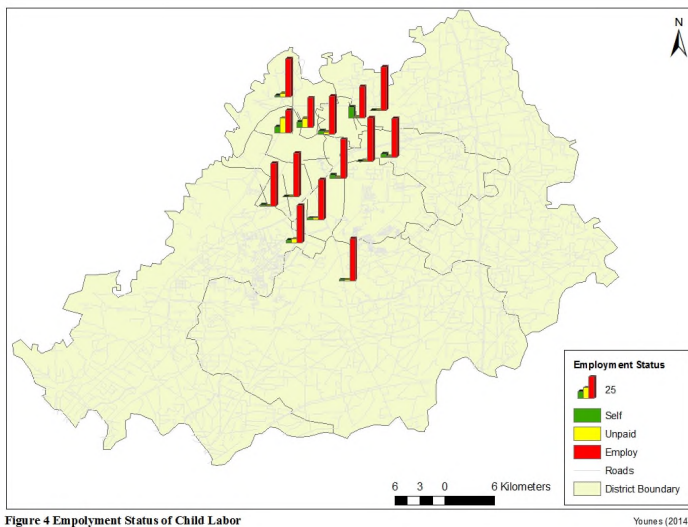 N
Employment Status
25
Self
Unpaid
Employ
Roads
District Boundary
6 3 0 6 Kilometers
Figure 4 Empolyment Status of Child Labor
Younes (2014